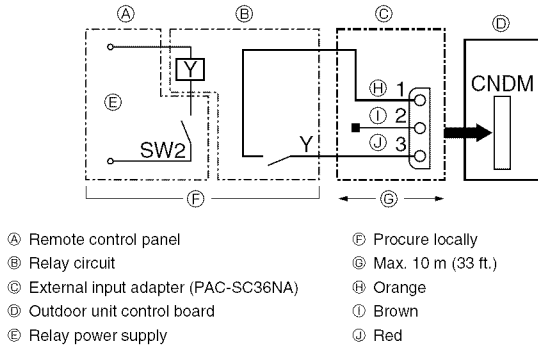 Ⓐ Ⓑ Ⓒ Ⓓ
Y
Ⓔ
SW2
Y
Ⓗ 1
Ⓘ 2
Ⓙ 3
CNDM
Ⓕ Ⓖ
Ⓐ Remote control panel
Ⓑ Relay circuit
Ⓒ External input adapter (PAC-SC36NA)
Ⓓ Outdoor unit control board
Ⓔ Relay power supply
Ⓕ Procure locally
Ⓖ Max. 10 m (33 ft.)
Ⓗ Orange
Ⓘ Brown
Ⓙ Red